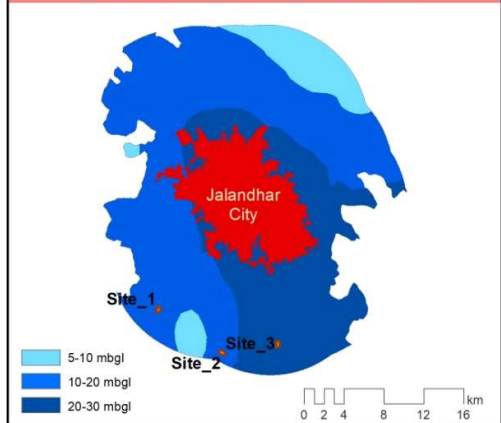 Jalandhar
City
Site_1
Site_3
Site_2
5-10 mbgl
10-20 mbgl
20-30 mbgl
km
0 2 4 8 12 16